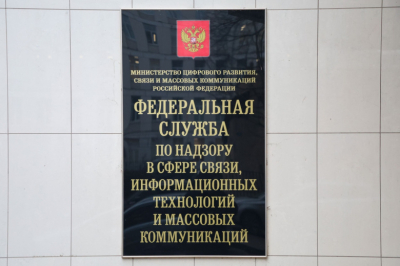 МИНИСТЕРСТВО ЦИФРОВОГО РАЗВИТИЯ,
СВЯЗИ И МАССОВЫХ КОММУНИКАЦИЙ
РОССИЙСКОЙ ФЕДЕРАЦИИ
ФЕДЕРАЛЬНАЯ
СЛУЖБА
ПО НАДЗОРУ
В СФЕРЕ СВЯЗИ,
ИНФОРМАЦИОННЫХ
ТЕХНОЛОГИЙ
И МАССОВЫХ
КОММУНИКАЦИЙ